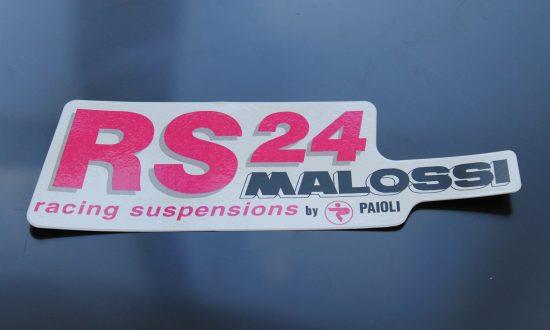 RS24
MALOSSI
racing suspensions by PAIOLI